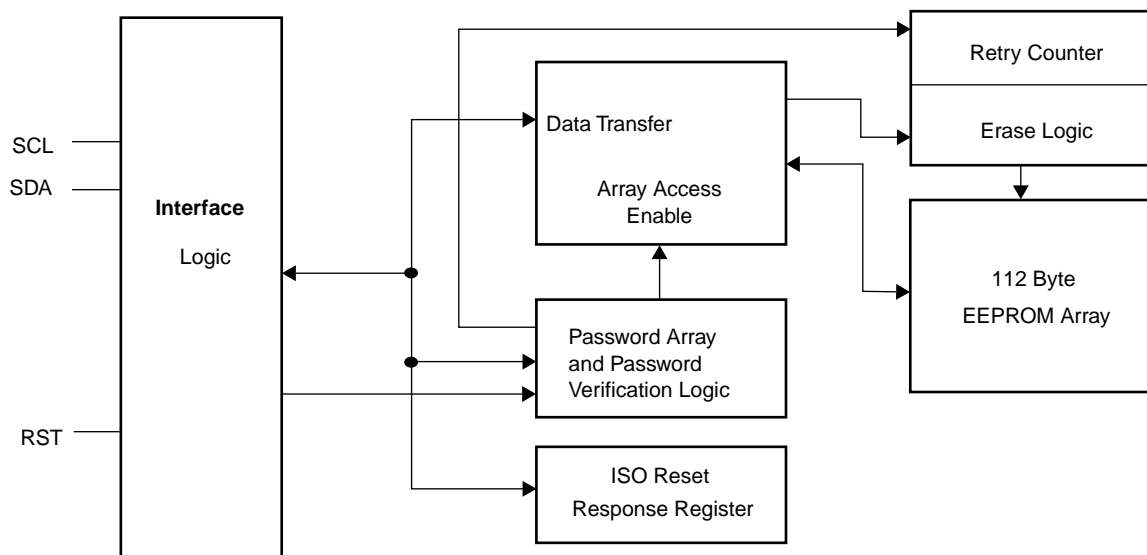 SCL
SDA
RST
Interface
Logic
Data Transfer
Array Access
Enable
Password Array
and Password
Verification Logic
ISO Reset
Response Register
Retry Counter
Erase Logic
112 Byte
EEPROM Array